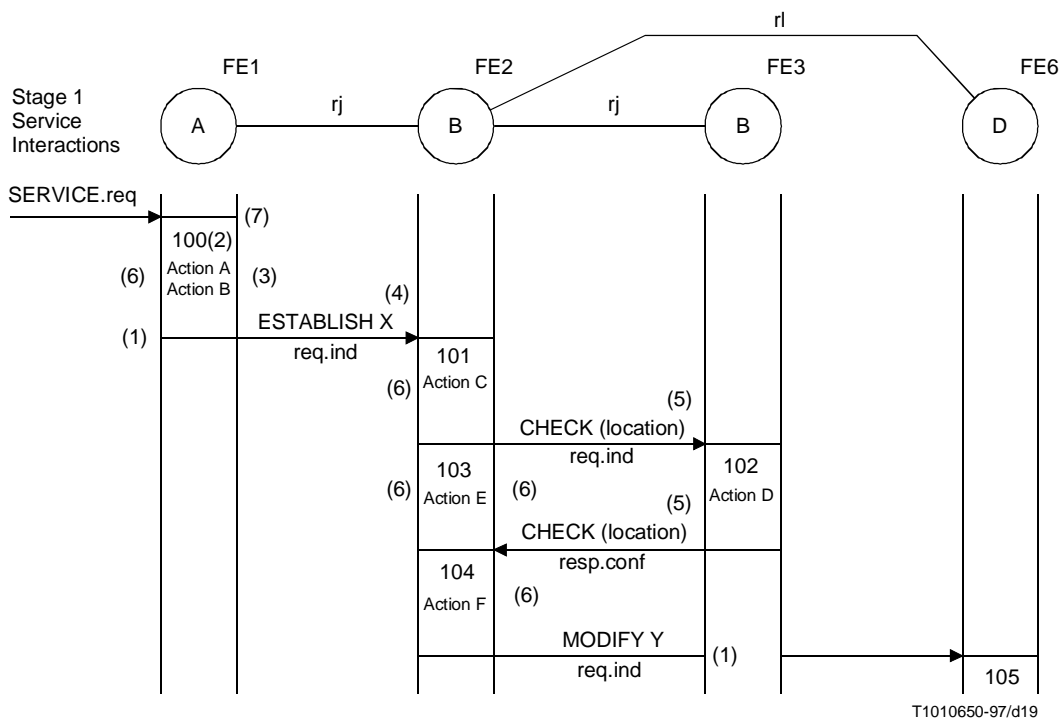 rl
FE1
FE2
FE3
FE6
Stage 1
Service
Interactions
A
rj
B
rj
B
D
SERVICE.req
(7)
100(2)
(6)
Action A
(3)
Action B
(4)
(1)
ESTABLISH X
req.ind
101
(6)
Action C
(5)
CHECK (location)
req.ind
103
102
(6)
Action E
(6)
(5)
Action D
CHECK (location)
resp.conf
104
Action F
(6)
MODIFY Y
(1)
req.ind
105
T1010650-97/d19